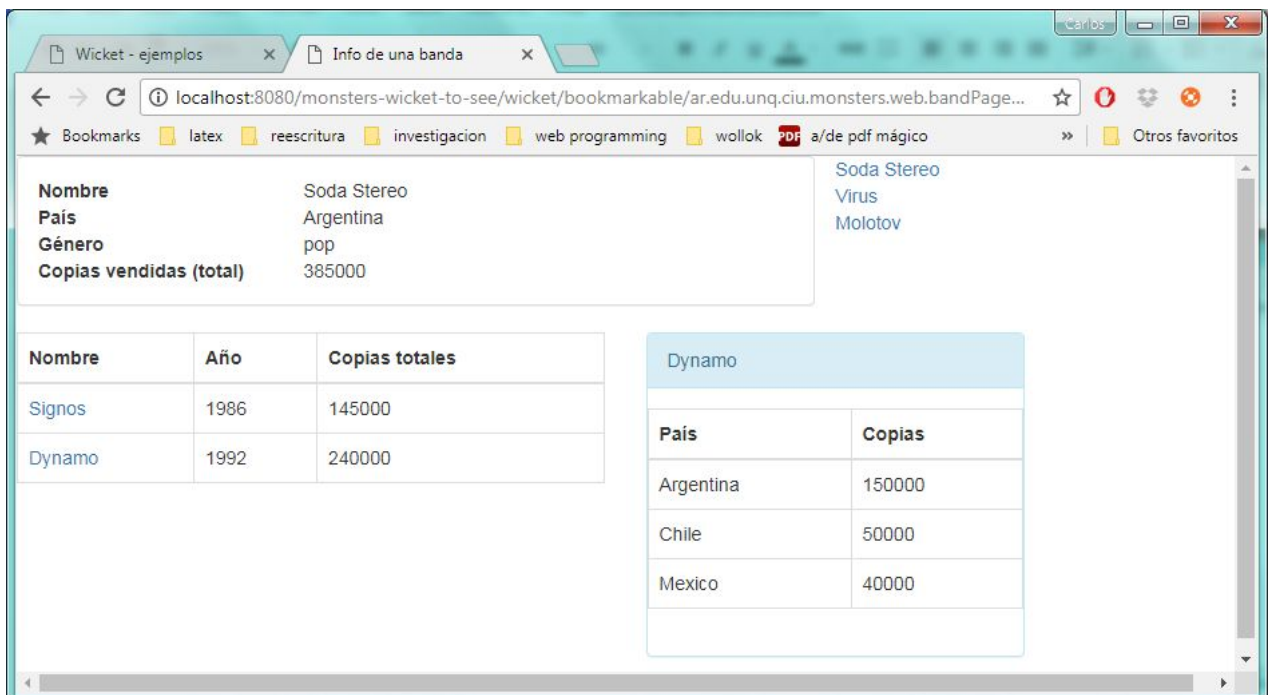 Carlos
Wicket - ejemplos
Info de una banda
localhost:8080/monsters-wicket-to-see/wicket/bookmarkable/ar.edu.unq.ciu.monsters.web.bandPage...
Bookmarks latex reescritura investigacion web programming wollok PDF a/de pdf mágico » Otros favoritos
Nombre Soda Stereo
País Argentina
Género pop
Copias vendidas (total) 385000
Soda Stereo
Virus
Molotov
Nombre Año Copias totales
Signos 1986 145000
Dynamo 1992 240000
Dynamo
País Copias
Argentina 150000
Chile 50000
Mexico 40000